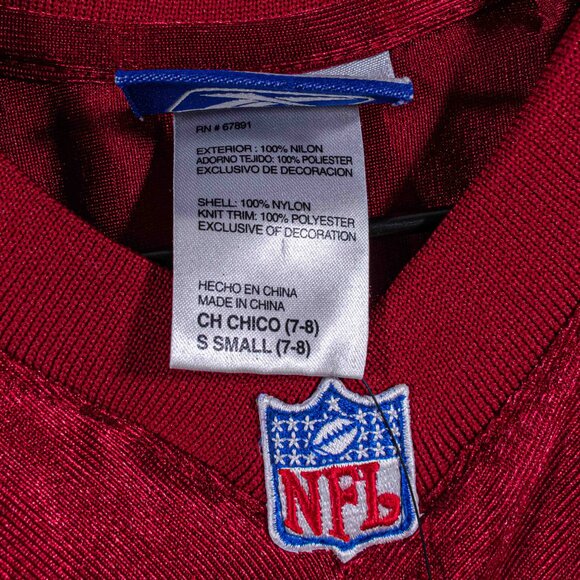 RN # 67891
EXTERIOR : 100% NILON
ADORNO TEJIDO: 100% POLIESTER
EXCLUSIVO DE DECORACION
SHELL: 100% NYLON
KNIT TRIM: 100% POLYESTER
EXCLUSIVE OF DECORATION
HECHO EN CHINA
MADE IN CHINA
CH CHICO (7-8)
S SMALL (7-8)
NFL